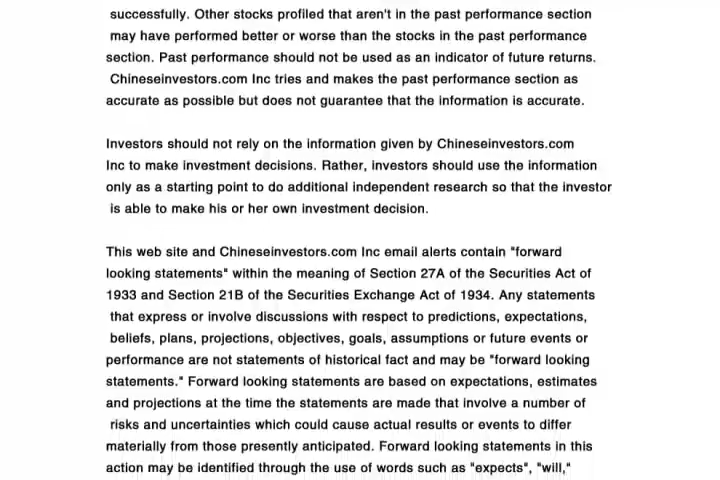 successfully. Other stocks profiled that aren't in the past performance section
may have performed better or worse than the stocks in the past performance
section. Past performance should not be used as an indicator of future returns.
Chineseinvestors.com Inc tries and makes the past performance section as
accurate as possible but does not guarantee that the information is accurate.
Investors should not rely on the information given by Chineseinvestors.com
Inc to make investment decisions. Rather, investors should use the information
only as a starting point to do additional independent research so that the investor
is able to make his or her own investment decision.
This web site and Chineseinvestors.com Inc email alerts contain "forward
looking statements" within the meaning of Section 27A of the Securities Act of
1933 and Section 21B of the Securities Exchange Act of 1934. Any statements
that express or involve discussions with respect to predictions, expectations,
beliefs, plans, projections, objectives, goals, assumptions or future events or
performance are not statements of historical fact and may be "forward looking
statements." Forward looking statements are based on expectations, estimates
and projections at the time the statements are made that involve a number of
risks and uncertainties which could cause actual results or events to differ
materially from those presently anticipated. Forward looking statements in this
action may be identified through the use of words such as "expects", "will,"